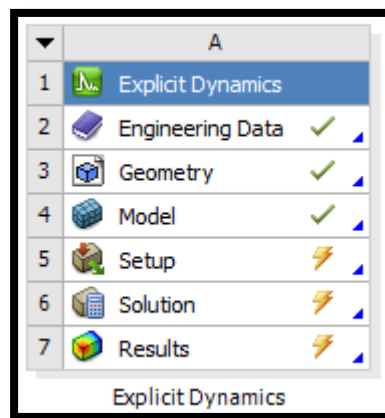 A
1 Explicit Dynamics
2 Engineering Data
3 Geometry
4 Model
5 Setup
6 Solution
7 Results
Explicit Dynamics